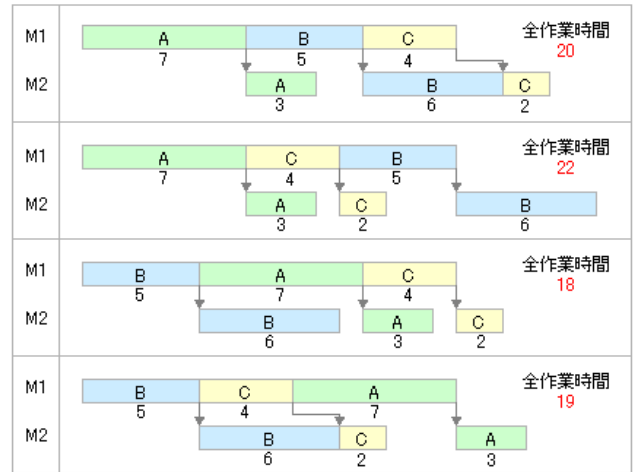 M1 A B C 全作業時間
7 5 4 20
M2 A B C
3 6 2
M1 A C B 全作業時間
7 4 5 22
M2 A C B
3 2 6
M1 B A C 全作業時間
5 7 4 18
M2 B A C
6 3 2
M1 B C A 全作業時間
5 4 7 19
M2 B C A
6 2 3